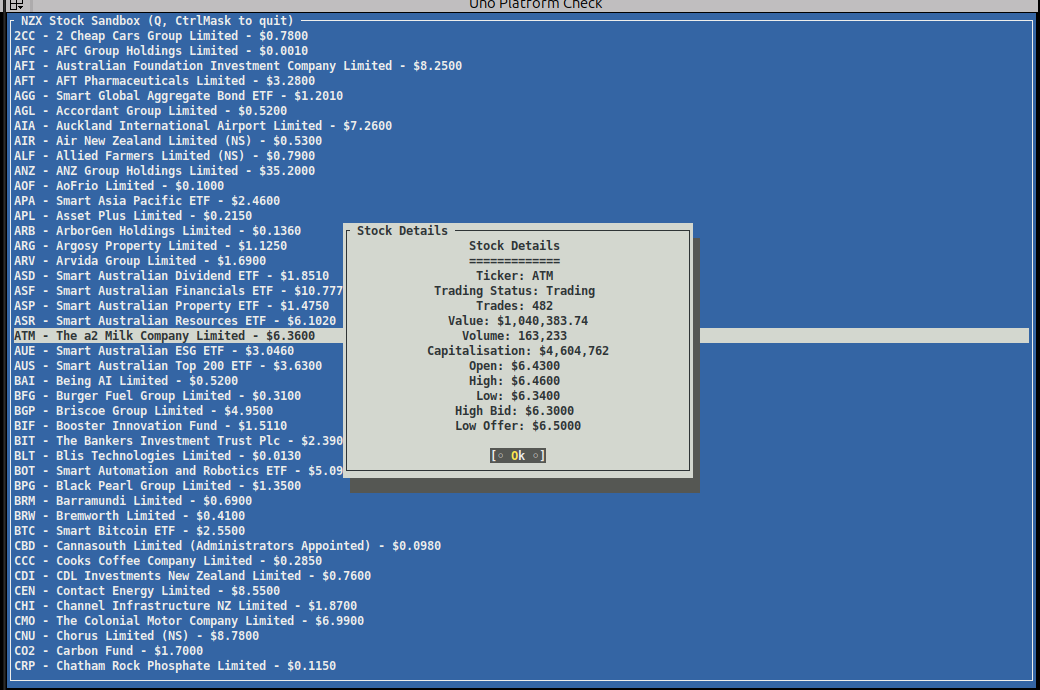 Uno Platform Check
NZX Stock Sandbox (Q, CtrlMask to quit)
2CC - 2 Cheap Cars Group Limited - $0.7800
AFC - AFC Group Holdings Limited - $0.0010
AFI - Australian Foundation Investment Company Limited - $8.2500
AFT - AFT Pharmaceuticals Limited - $3.2800
AGG - Smart Global Aggregate Bond ETF - $1.2010
AGL - Accordant Group Limited - $0.5200
AIA - Auckland International Airport Limited - $7.2600
AIR - Air New Zealand Limited (NS) - $0.5300
ALF - Allied Farmers Limited (NS) - $0.7900
ANZ - ANZ Group Holdings Limited - $35.2000
AOF - AoFrio Limited - $0.1000
APA - Smart Asia Pacific ETF - $2.4600
APL - Asset Plus Limited - $0.2150
ARB - ArborGen Holdings Limited - $0.1360
ARG - Argosy Property Limited - $1.1250
ARV - Arvida Group Limited - $1.6900
ASD - Smart Australian Dividend ETF - $1.8510
ASF - Smart Australian Financials ETF - $10.777
ASP - Smart Australian Property ETF - $1.4750
ASR - Smart Australian Resources ETF - $6.1020
ATM - The a2 Milk Company Limited - $6.3600
AUE - Smart Australian ESG ETF - $3.0460
AUS - Smart Australian Top 200 ETF - $3.6300
BAI - Being AI Limited - $0.5200
BFG - Burger Fuel Group Limited - $0.3100
BGP - Briscoe Group Limited - $4.9500
BIF - Booster Innovation Fund - $1.5110
BIT - The Bankers Investment Trust Plc - $2.390
BLT - Blis Technologies Limited - $0.0130
BOT - Smart Automation and Robotics ETF - $5.09
BPG - Black Pearl Group Limited - $1.3500
BRM - Barramundi Limited - $0.6900
BRW - Bremworth Limited - $0.4100
BTC - Smart Bitcoin ETF - $2.5500
CBD - Cannasouth Limited (Administrators Appointed) - $0.0980
CCC - Cooks Coffee Company Limited - $0.2850
CDI - CDL Investments New Zealand Limited - $0.7600
CEN - Contact Energy Limited - $8.5500
CHI - Channel Infrastructure NZ Limited - $1.8700
CMO - The Colonial Motor Company Limited - $6.9900
CNU - Chorus Limited (NS) - $8.7800
CO2 - Carbon Fund - $1.7000
CRP - Chatham Rock Phosphate Limited - $0.1150
Stock Details
Stock Details
=============
Ticker: ATM
Trading Status: Trading
Trades: 482
Value: $1,040,383.74
Volume: 163,233
Capitalisation: $4,604,762
Open: $6.4300
High: $6.4600
Low: $6.3400
High Bid: $6.3000
Low Offer: $6.5000
[◦ Ok ◦]